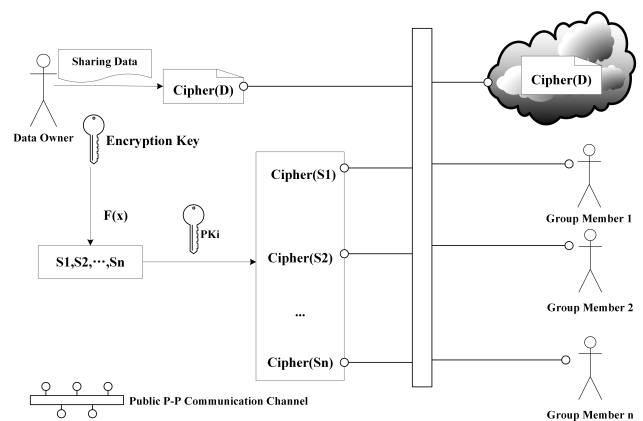 Sharing Data
Cipher(D)
Cipher(D)
Data Owner
Encryption Key
Cipher(S1)
Group Member 1
F(x)
PKi
S1,S2,···,Sn
Cipher(S2)
Group Member 2
...
Cipher(Sn)
Public P-P Communication Channel
Group Member n